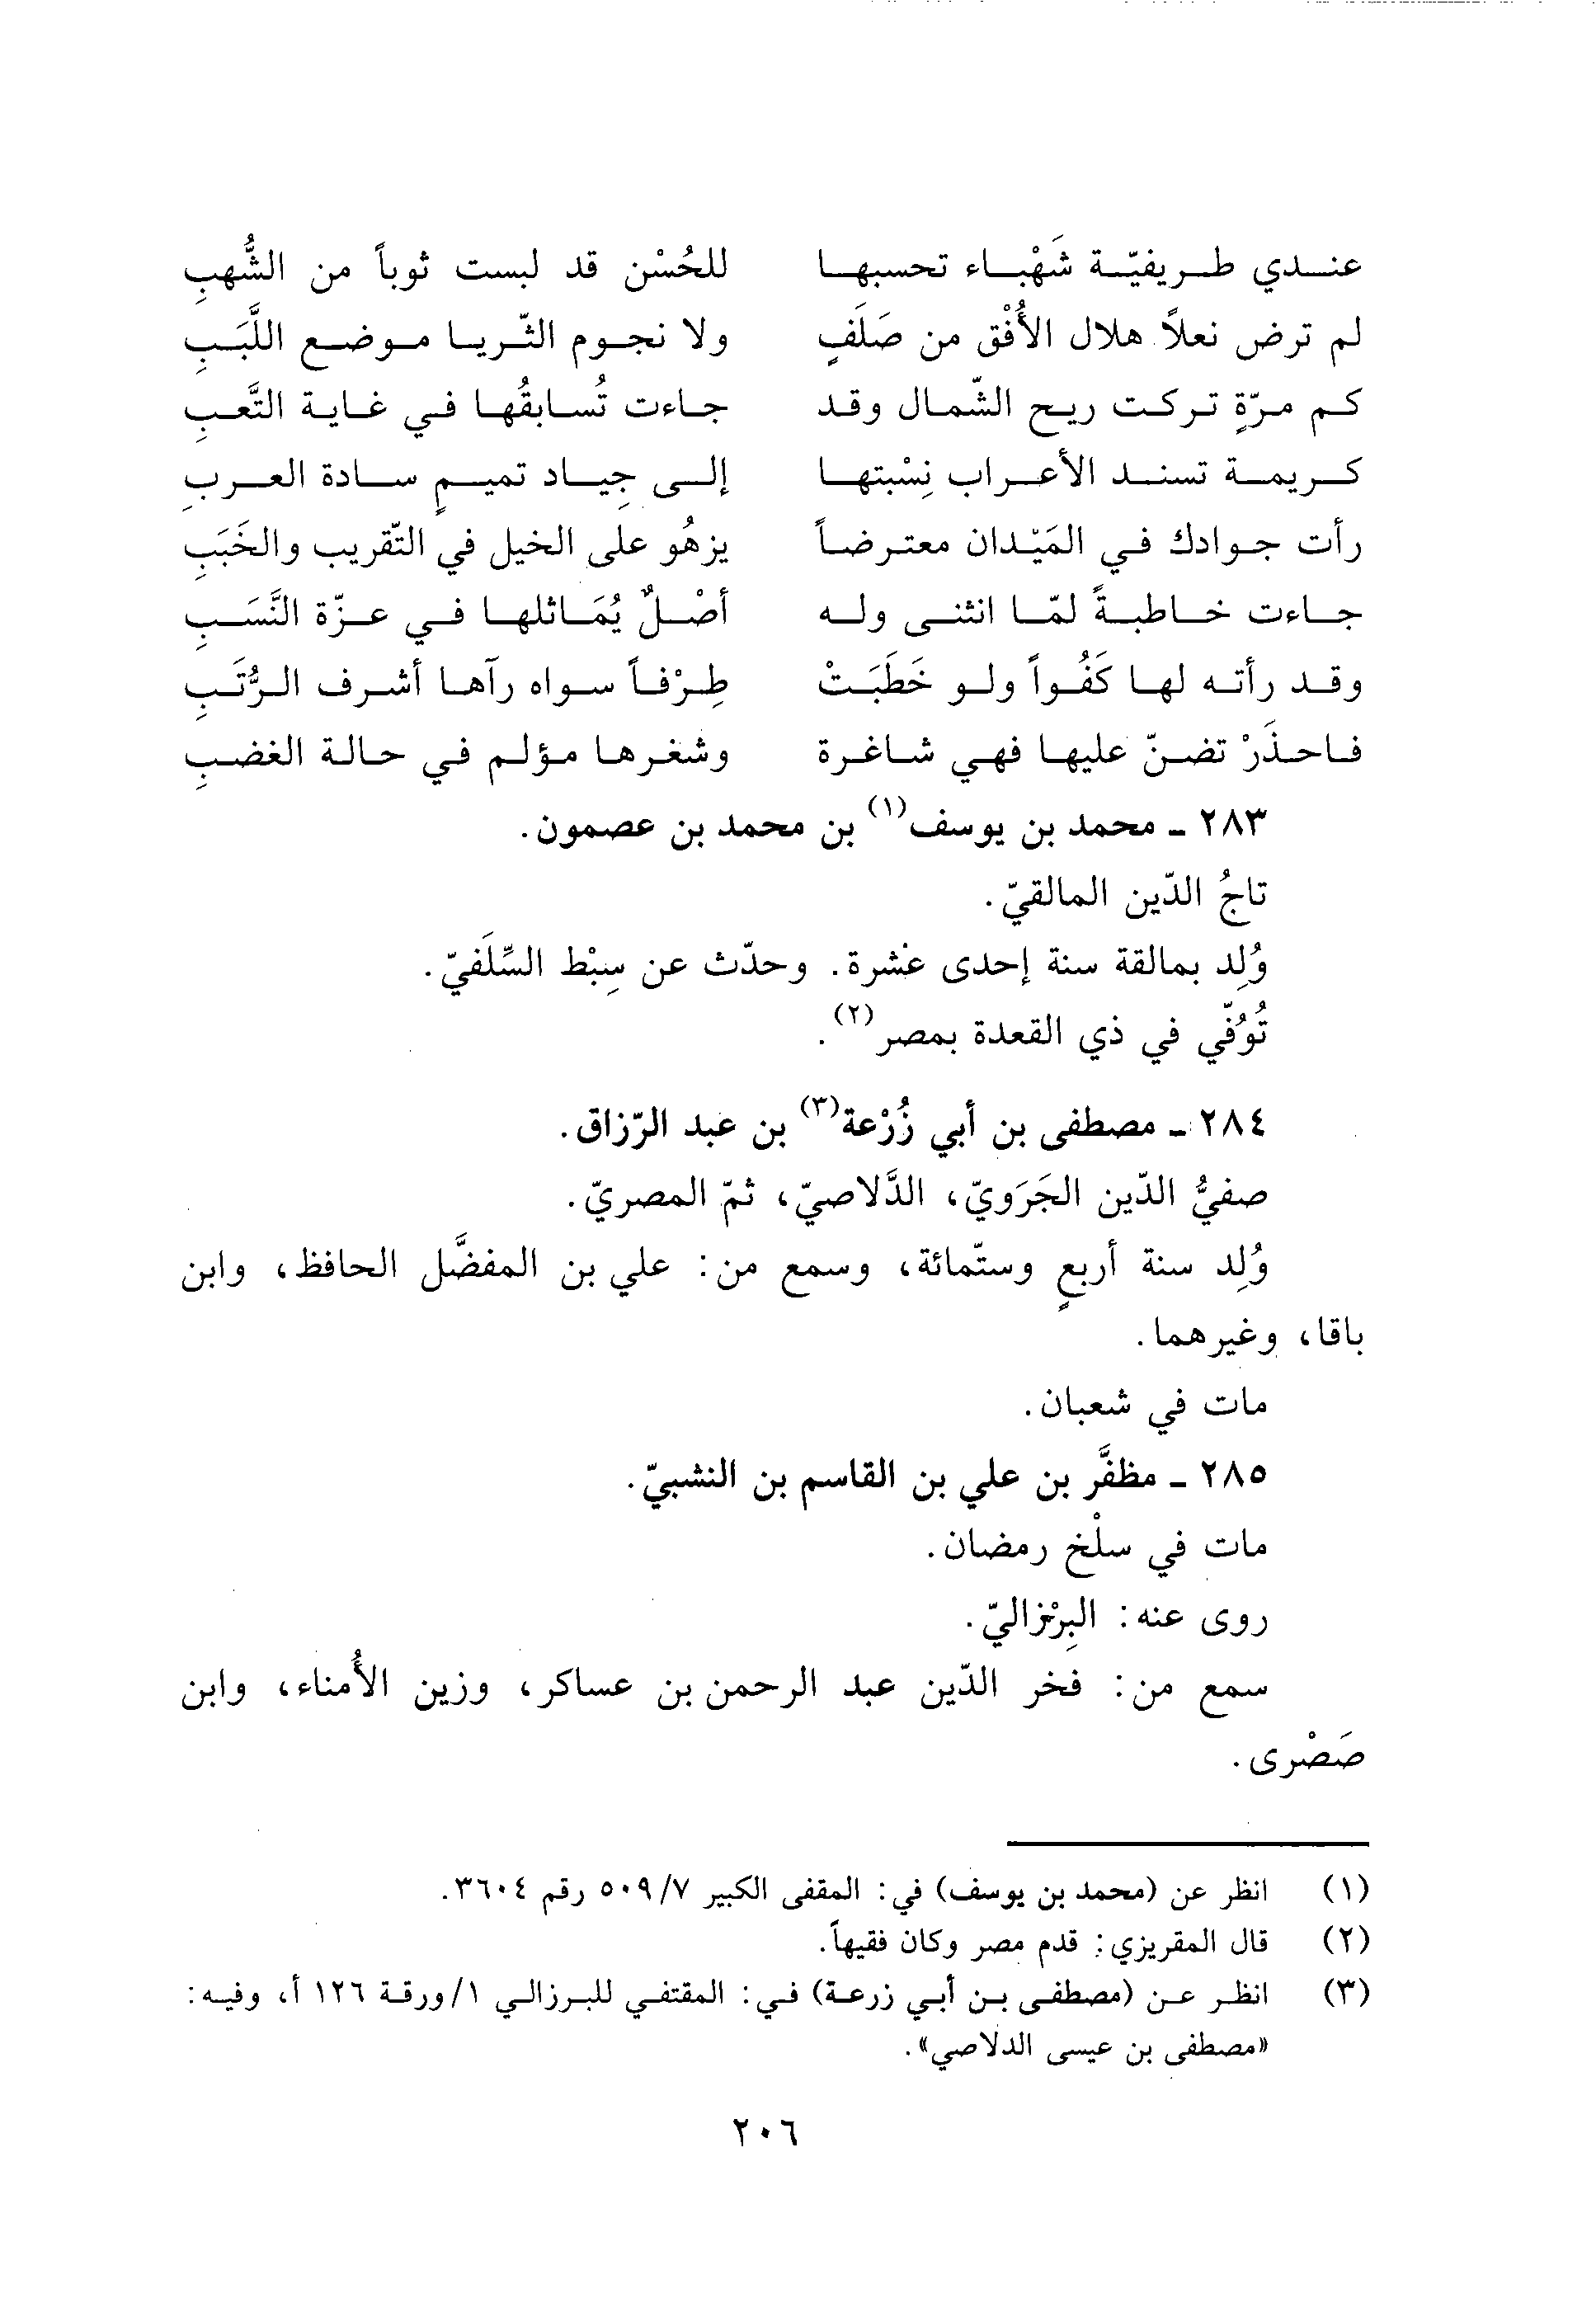 عندي طريفيّة شَهْباء تحسبها للحُسْن قد لبست ثوباً من الشُّهبِ
لم ترض نعلاً هلال الأُفْق من صَلَفٍ ولا نجوم الثّريا موضع اللَّبَبِ
كم مرّةٍ تركت ريح الشّمال وقد جاءت تُسابقُها في غاية التَّعبِ
كريمة تسند الأعراب نِسْبتها إلى جِياد تميمٍ سادة العربِ
رأت جوادك في المَيْدان معترضاً يزهُو على الخيل في التّقريب والخَبَبِ
جاءت خاطبةً لمّا انثنى وله أصْلٌ يُمَاثلها في عزّة النَّسَبِ
وقد رأته لها كَفُواً ولو خَطَبَتْ طِرْفاً سواه رآها أشرف الرُّتَبِ
فاحذَرْ تضنّ عليها فهي شاغرة وشغرها مؤلم في حالة الغضبِ
٢٨٣ ـ محمد بن يوسف(١) بن محمد بن عصمون.
تاجُ الدّين المالقيّ.
وُلِد بمالقة سنة إحدى عشرة. وحدّث عن سِبْط السِّلَفيّ.
تُوُفّي في ذي القعدة بمصر(٢).
٢٨٤ ـ مصطفى بن أبي زُرْعة(٣) بن عبد الرّزاق.
صفيُّ الدّين الجَرَويّ، الدَّلاصيّ، ثمّ المصريّ.
وُلِد سنة أربعٍ وستّمائة، وسمع من: علي بن المفضَّل الحافظ، وابن
باقا، وغيرهما.
مات في شعبان.
٢٨٥ ـ مظفَّر بن علي بن القاسم بن النشبيّ.
مات في سلْخ رمضان.
روى عنه: البِرْزاليّ.
سمع من: فخر الدّين عبد الرحمن بن عساكر، وزين الأُمناء، وابن
صَصْرى.
(١) انظر عن (محمد بن يوسف) في: المقفى الكبير ٥٠٩/٧ رقم ٣٦٠٤.
(٢) قال المقريزي: قدم مصر وكان فقيهاً.
(٣) انظر عن (مصطفى بن أبي زرعة) في: المقتفي للبرزالي ١/ورقة ١٢٦ أ، وفيه:
«مصطفى بن عيسى الدلاصي».
٢٠٦